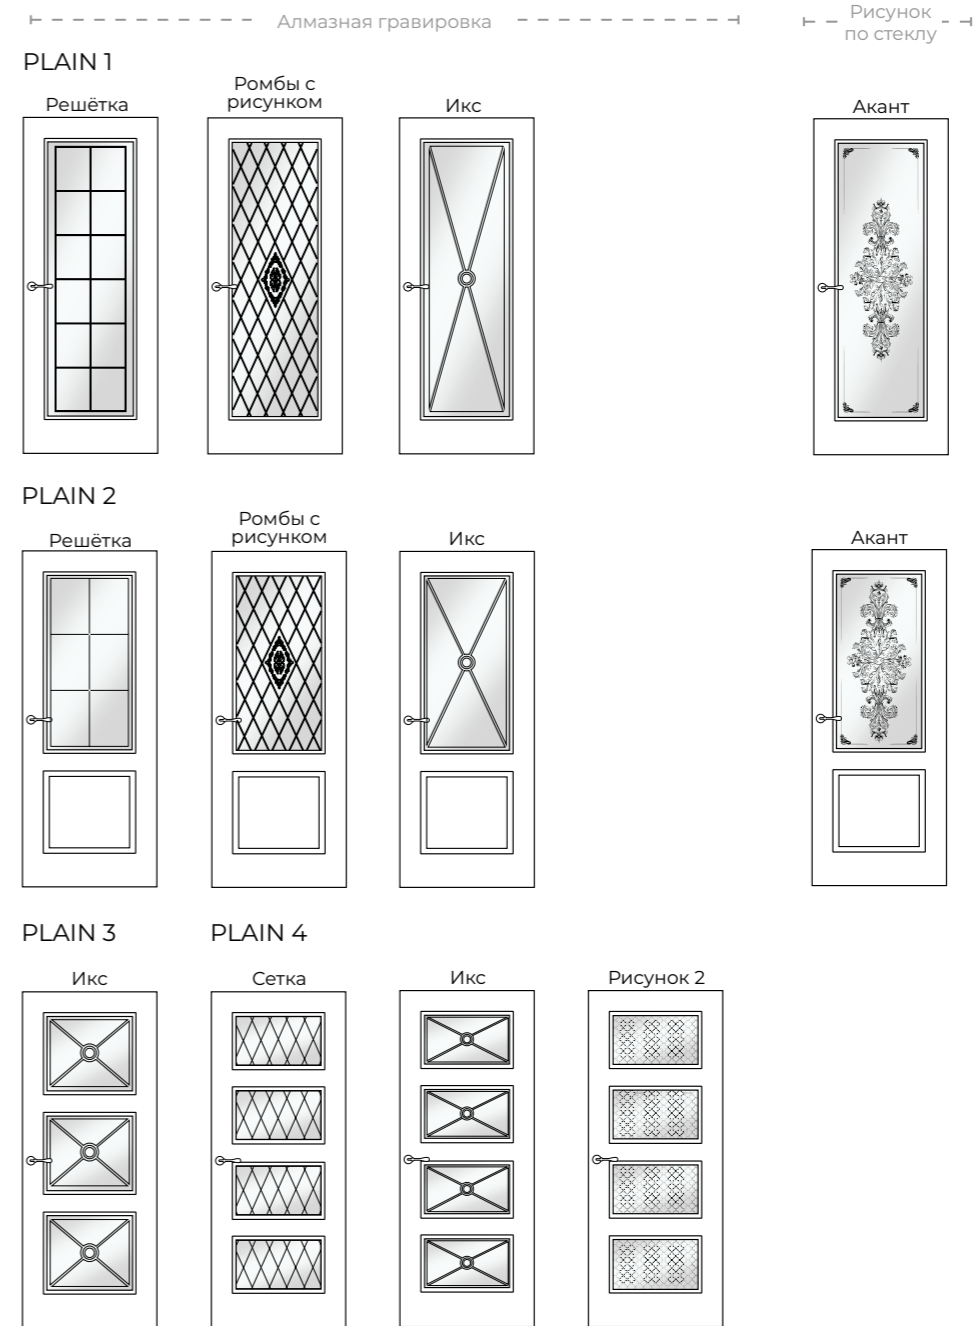 Алмазная гравировка
Рисунок
по стеклу
PLAIN 1
Решётка
Ромбы с
рисунком
Икс
Акант
PLAIN 2
Решётка
Ромбы с
рисунком
Икс
Акант
PLAIN 3
PLAIN 4
Икс
Сетка
Икс
Рисунок 2